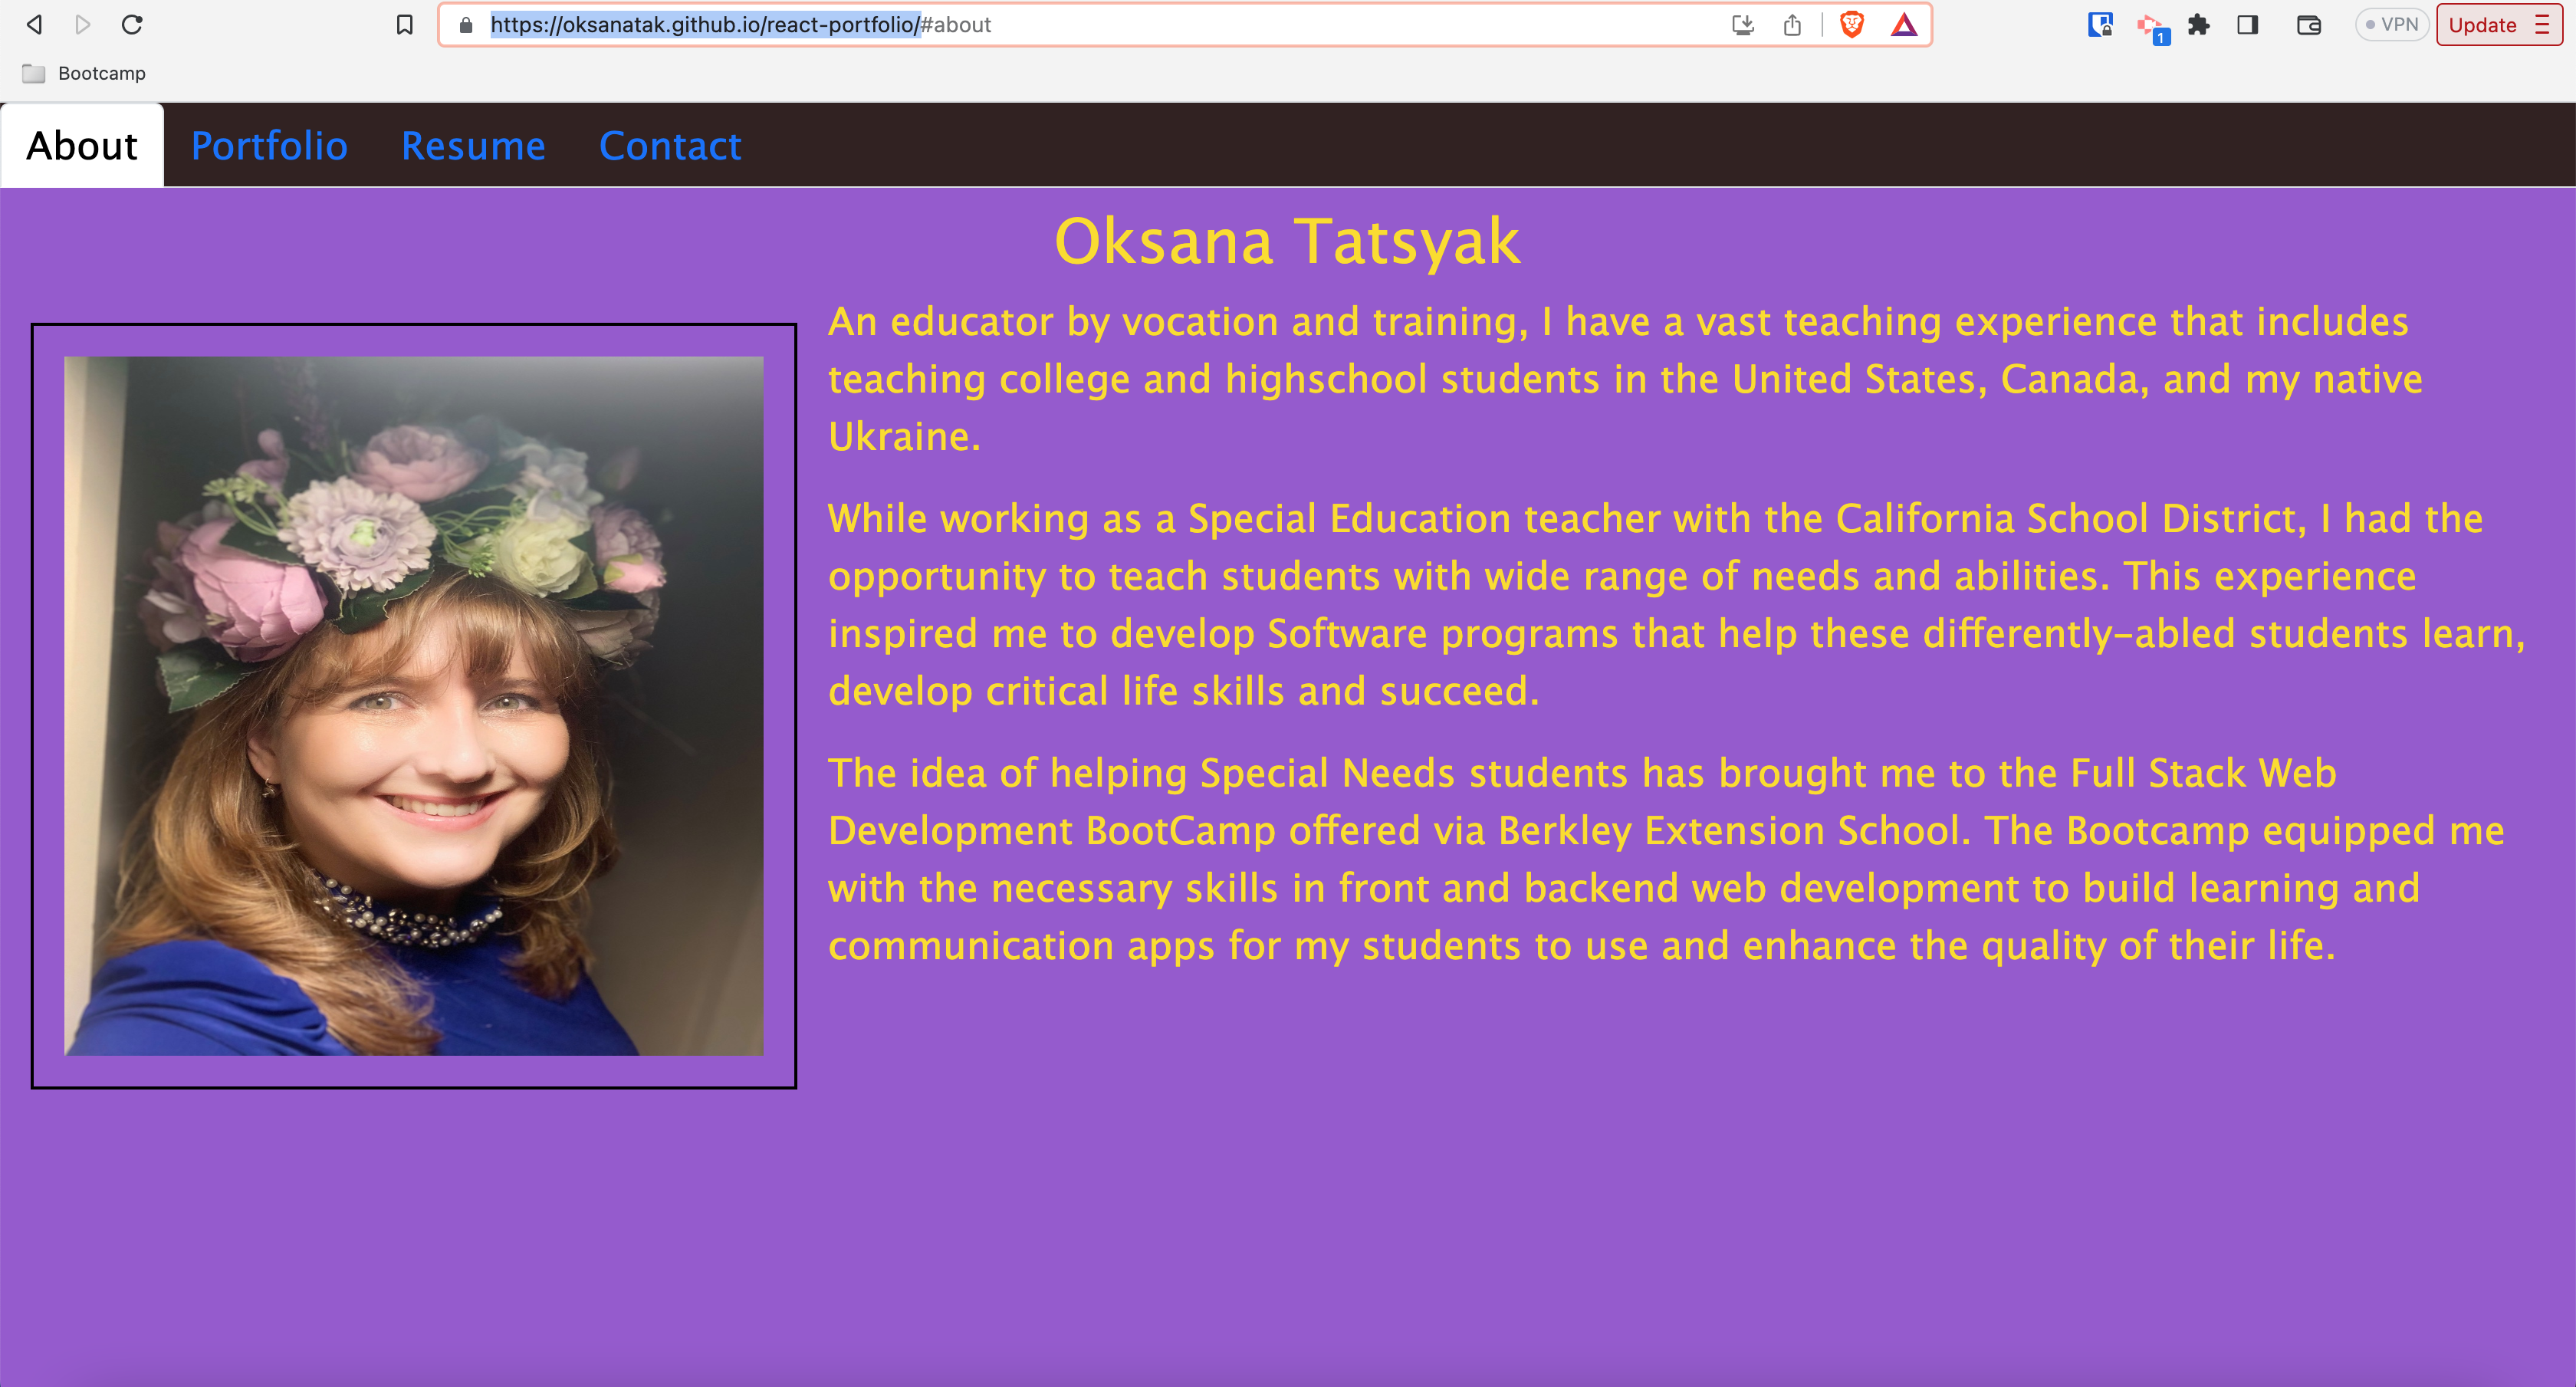 https://oksanatak.github.io/react-portfolio/#about
VPN
Update
1
Bootcamp
About
Portfolio
Resume
Contact
Oksana Tatsyak
An educator by vocation and training, I have a vast teaching experience that includes
teaching college and highschool students in the United States, Canada, and my native
Ukraine.
While working as a Special Education teacher with the California School District, I had the
opportunity to teach students with wide range of needs and abilities. This experience
inspired me to develop Software programs that help these differently-abled students learn,
develop critical life skills and succeed.
The idea of helping Special Needs students has brought me to the Full Stack Web
Development BootCamp offered via Berkley Extension School. The Bootcamp equipped me
with the necessary skills in front and backend web development to build learning and
communication apps for my students to use and enhance the quality of their life.